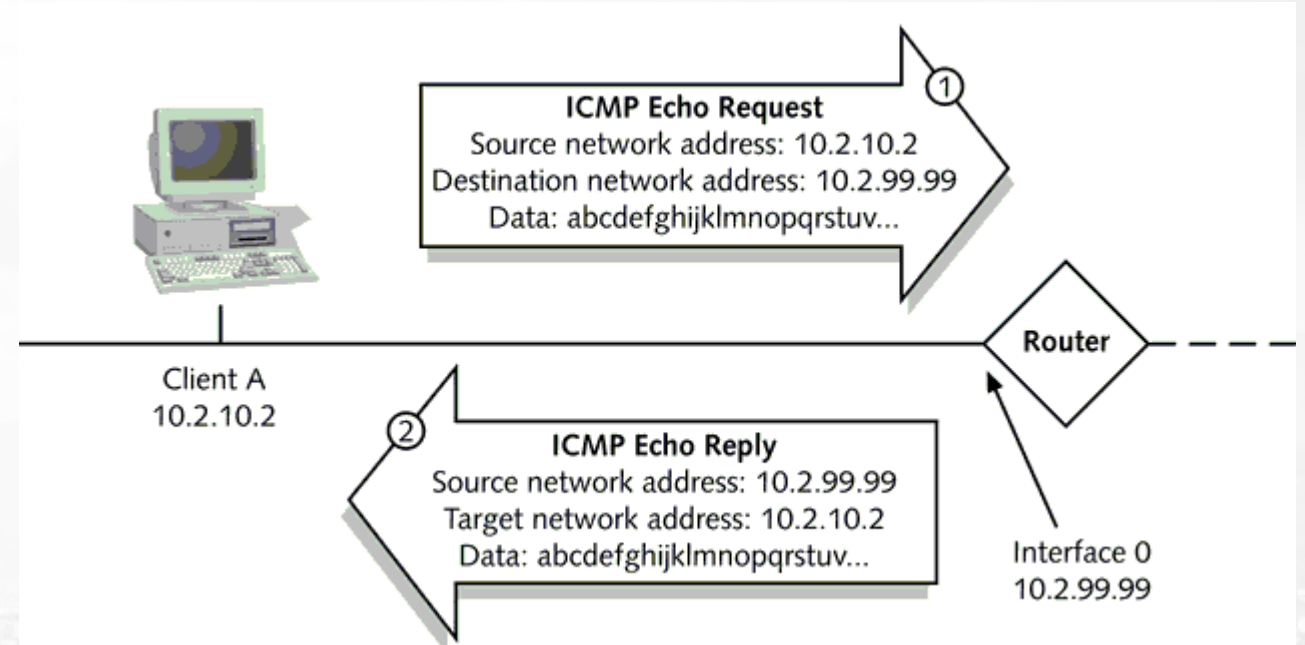 1
ICMP Echo Request
Source network address: 10.2.10.2
Destination network address: 10.2.99.99
Data: abcdefghijklmnopqrstuv...
Router
Client A
10.2.10.2
2
ICMP Echo Reply
Source network address: 10.2.99.99
Target network address: 10.2.10.2
Data: abcdefghijklmnopqrstuv...
Interface 0
10.2.99.99